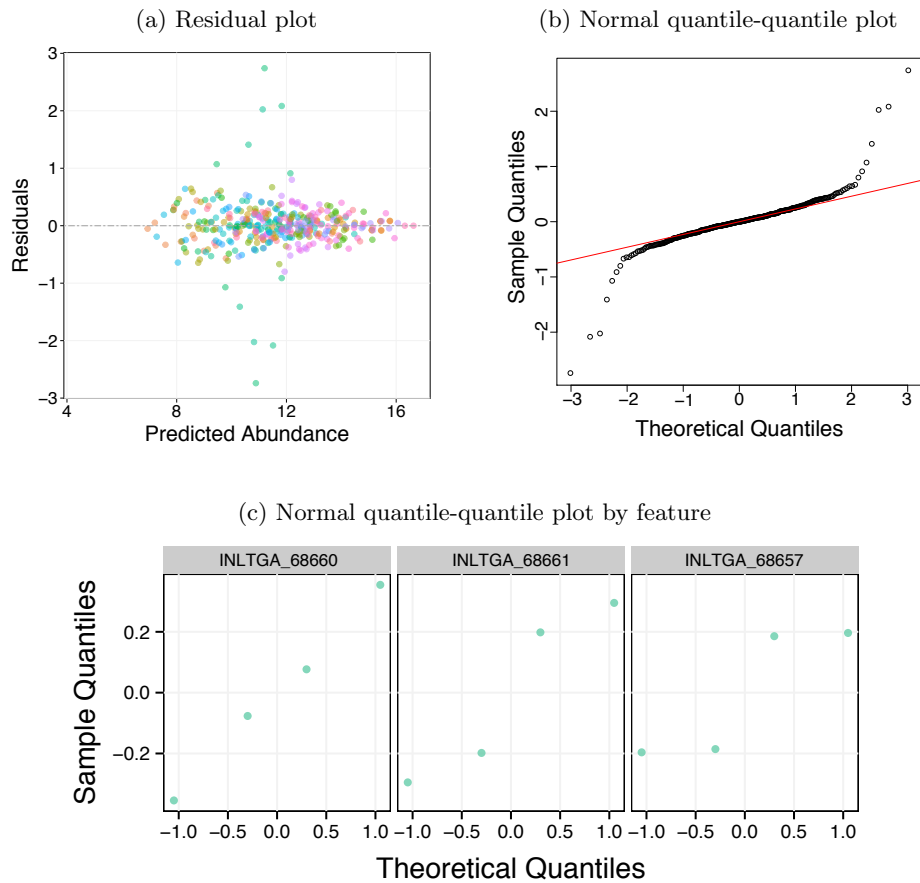 (a) Residual plot
(b) Normal quantile-quantile plot
3
2
1
0
−1
−2
−3
Residuals
4 8 12 16
Predicted Abundance
2
1
0
−1
−2
Sample Quantiles
−3 −2 −1 0 1 2 3
Theoretical Quantiles
(c) Normal quantile-quantile plot by feature
INLTGA_68660 INLTGA_68661 INLTGA_68657
0.2
0.0
−0.2
Sample Quantiles
−1.0 −0.5 0.0 0.5 1.0 −1.0 −0.5 0.0 0.5 1.0 −1.0 −0.5 0.0 0.5 1.0
Theoretical Quantiles